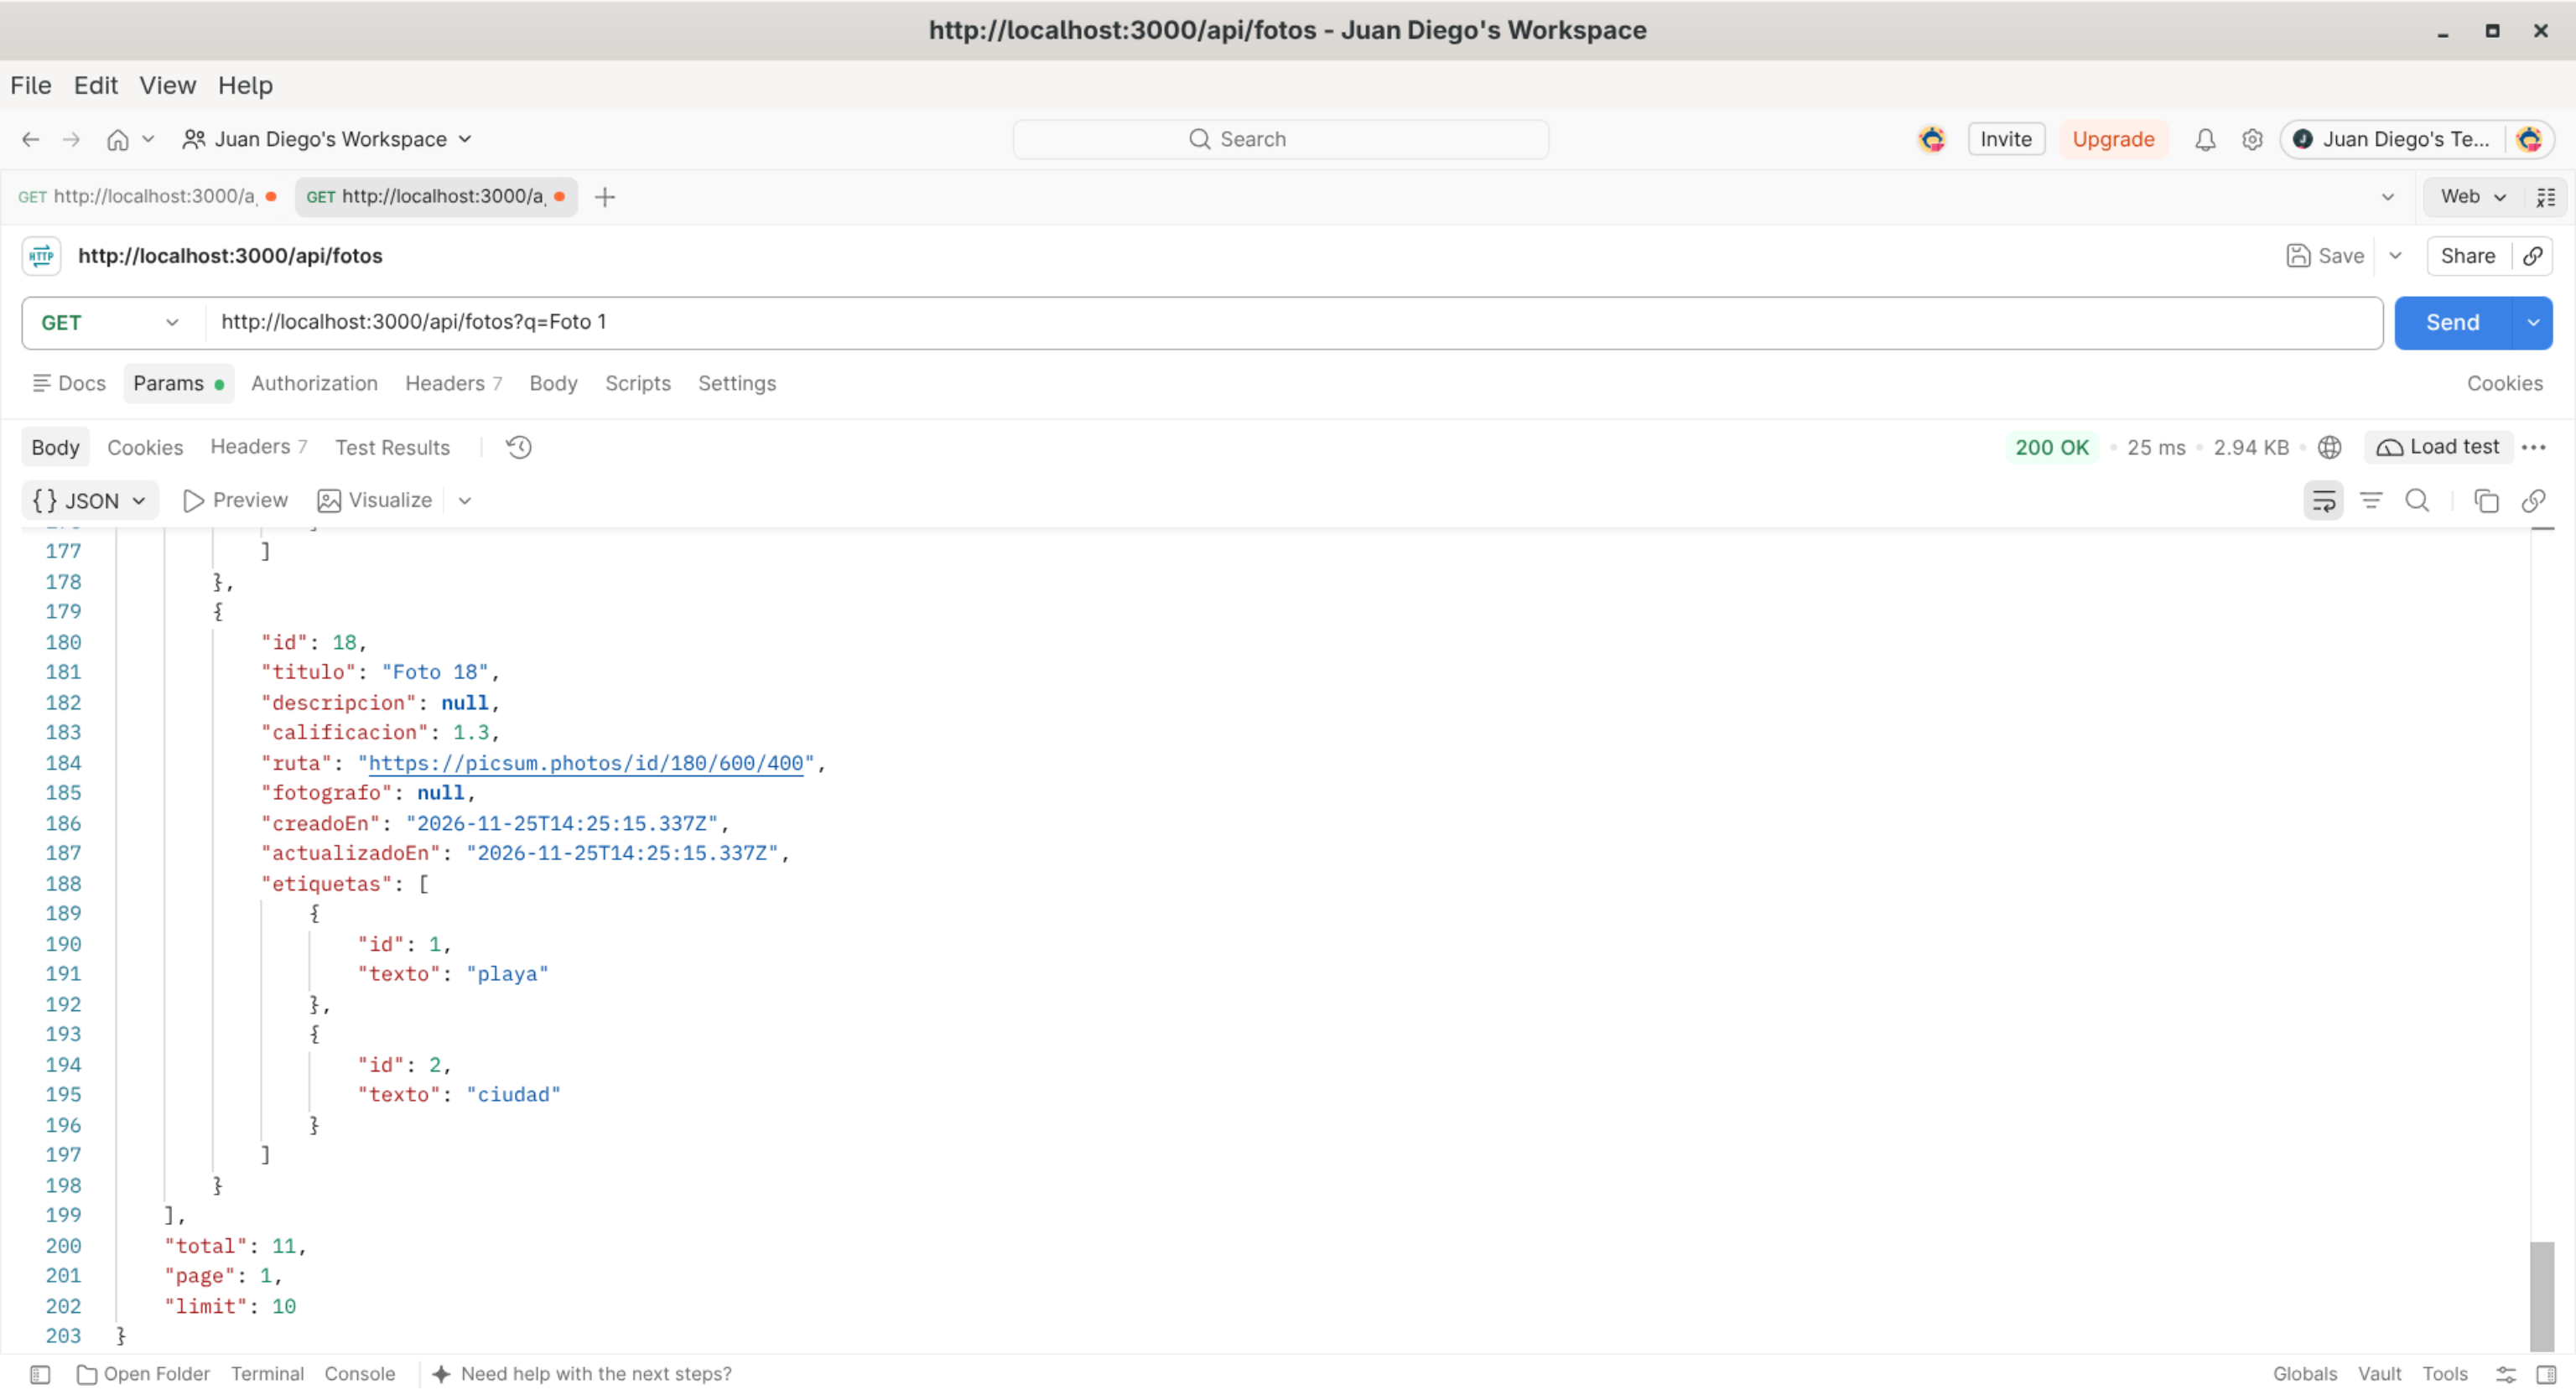 http://localhost:3000/api/fotos - Juan Diego's Workspace
File Edit View Help
Juan Diego's Workspace Search Invite Upgrade Juan Diego's Te...
GET http://localhost:3000/a GET http://localhost:3000/a Web
HTTP http://localhost:3000/api/fotos Save Share
GET http://localhost:3000/api/fotos?q=Foto 1 Send
Docs Params Authorization Headers 7 Body Scripts Settings Cookies
Body Cookies Headers 7 Test Results 200 OK • 25 ms • 2.94 KB • Load test
{} JSON Preview Visualize
177 ]
178 },
179 {
180 "id": 18,
181 "titulo": "Foto 18",
182 "descripcion": null,
183 "calificacion": 1.3,
184 "ruta": "https://picsum.photos/id/180/600/400",
185 "fotografo": null,
186 "creadoEn": "2026-11-25T14:25:15.337Z",
187 "actualizadoEn": "2026-11-25T14:25:15.337Z",
188 "etiquetas": [
189 {
190 "id": 1,
191 "texto": "playa"
192 },
193 {
194 "id": 2,
195 "texto": "ciudad"
196 }
197 ]
198 }
199 ],
200 "total": 11,
201 "page": 1,
202 "limit": 10
203 }
Open Folder Terminal Console Need help with the next steps? Globals Vault Tools